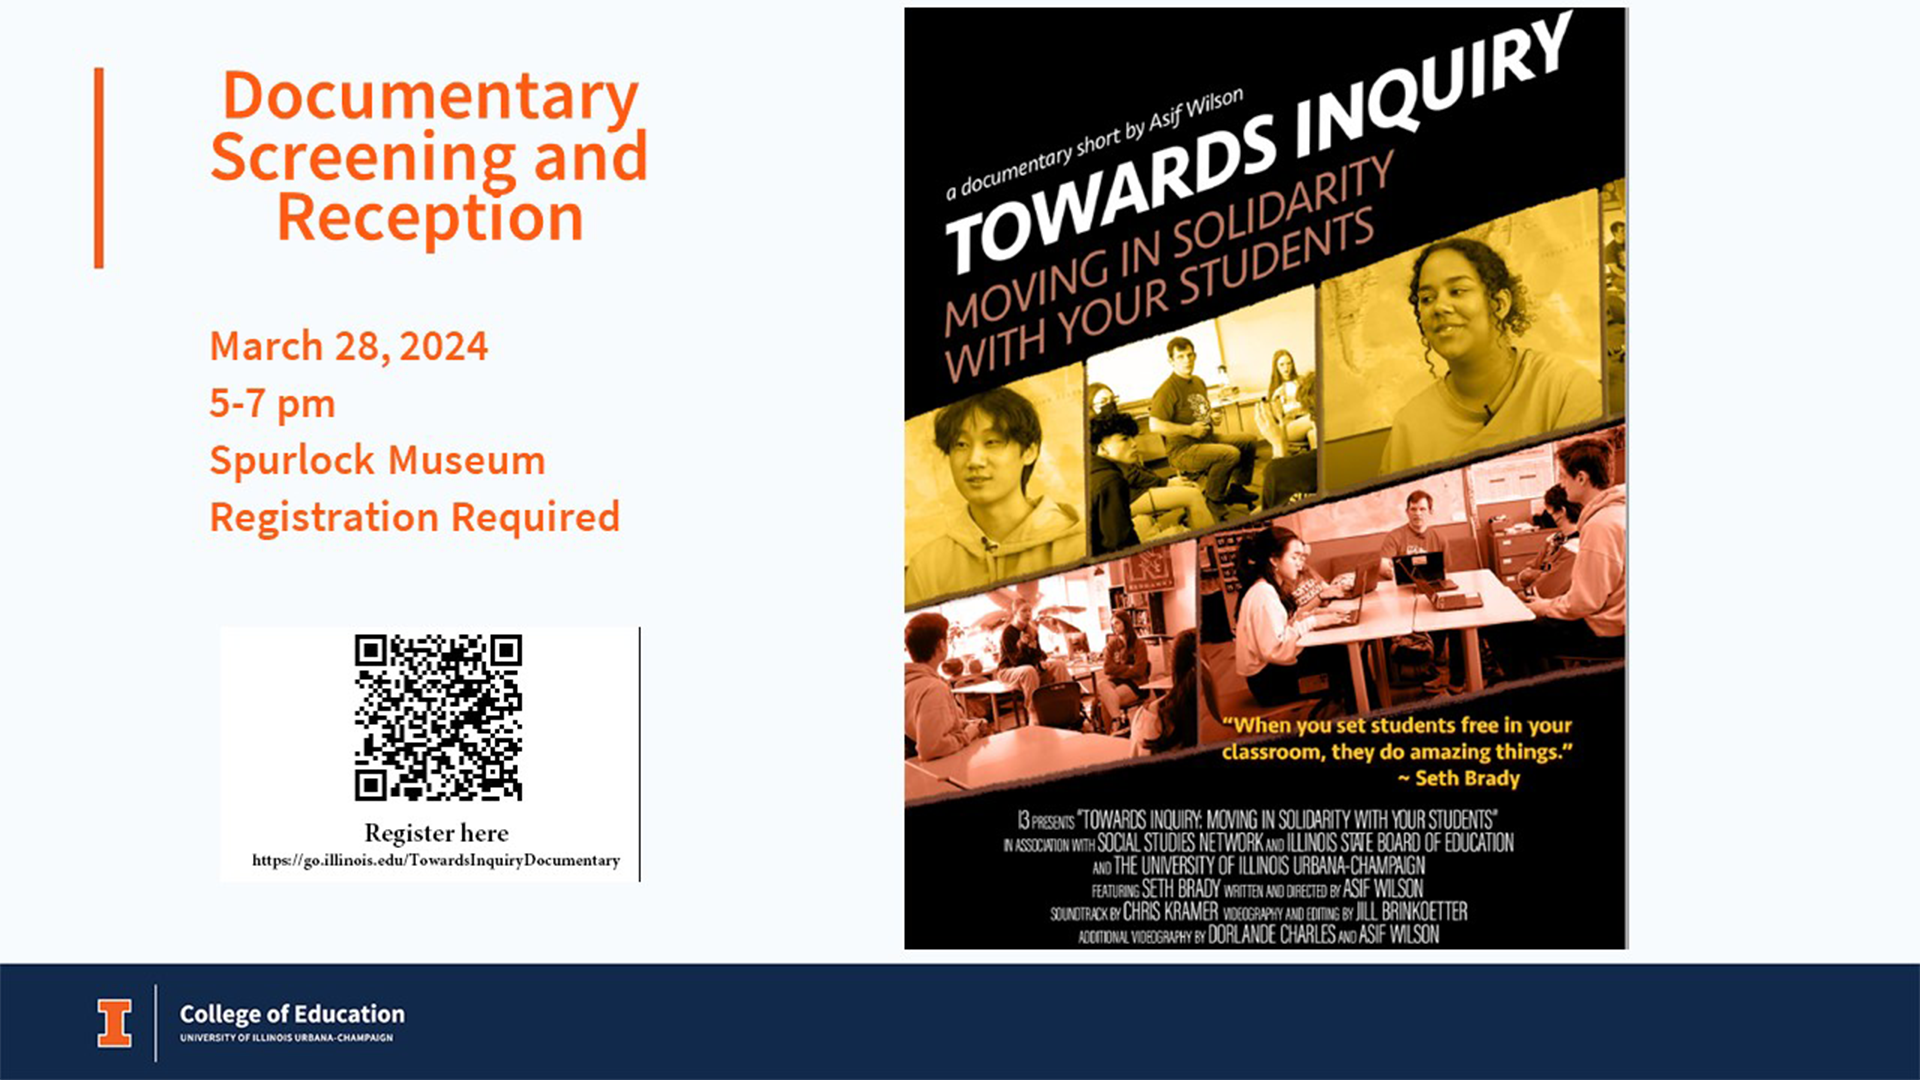 Documentary
Screening and
Reception
March 28, 2024
5-7 pm
Spurlock Museum
Registration Required
Register here
https://go.illinois.edu/TowardsInquiryDocumentary
a documentary short by Asif Wilson
TOWARDS INQUIRY
MOVING IN SOLIDARITY
WITH YOUR STUDENTS
“When you set students free in your
classroom, they do amazing things.”
~ Seth Brady
I3 PRESENTS "TOWARDS INQUIRY: MOVING IN SOLIDARITY WITH YOUR STUDENTS"
IN ASSOCIATION WITH SOCIAL STUDIES NETWORK AND ILLINOIS STATE BOARD OF EDUCATION
AND THE UNIVERSITY OF ILLINOIS URBANA-CHAMPAIGN
FEATURING SETH BRADY WRITTEN AND DIRECTED BY ASIF WILSON
SOUNDTRACK BY CHRIS KRAMER VIDEOGRAPHY AND EDITING BY JILL BRINKOETTER
ADDITIONAL VIDEOGRAPHY BY DORLANDE CHARLES AND ASIF WILSON
I
College of Education
UNIVERSITY OF ILLINOIS URBANA-CHAMPAIGN